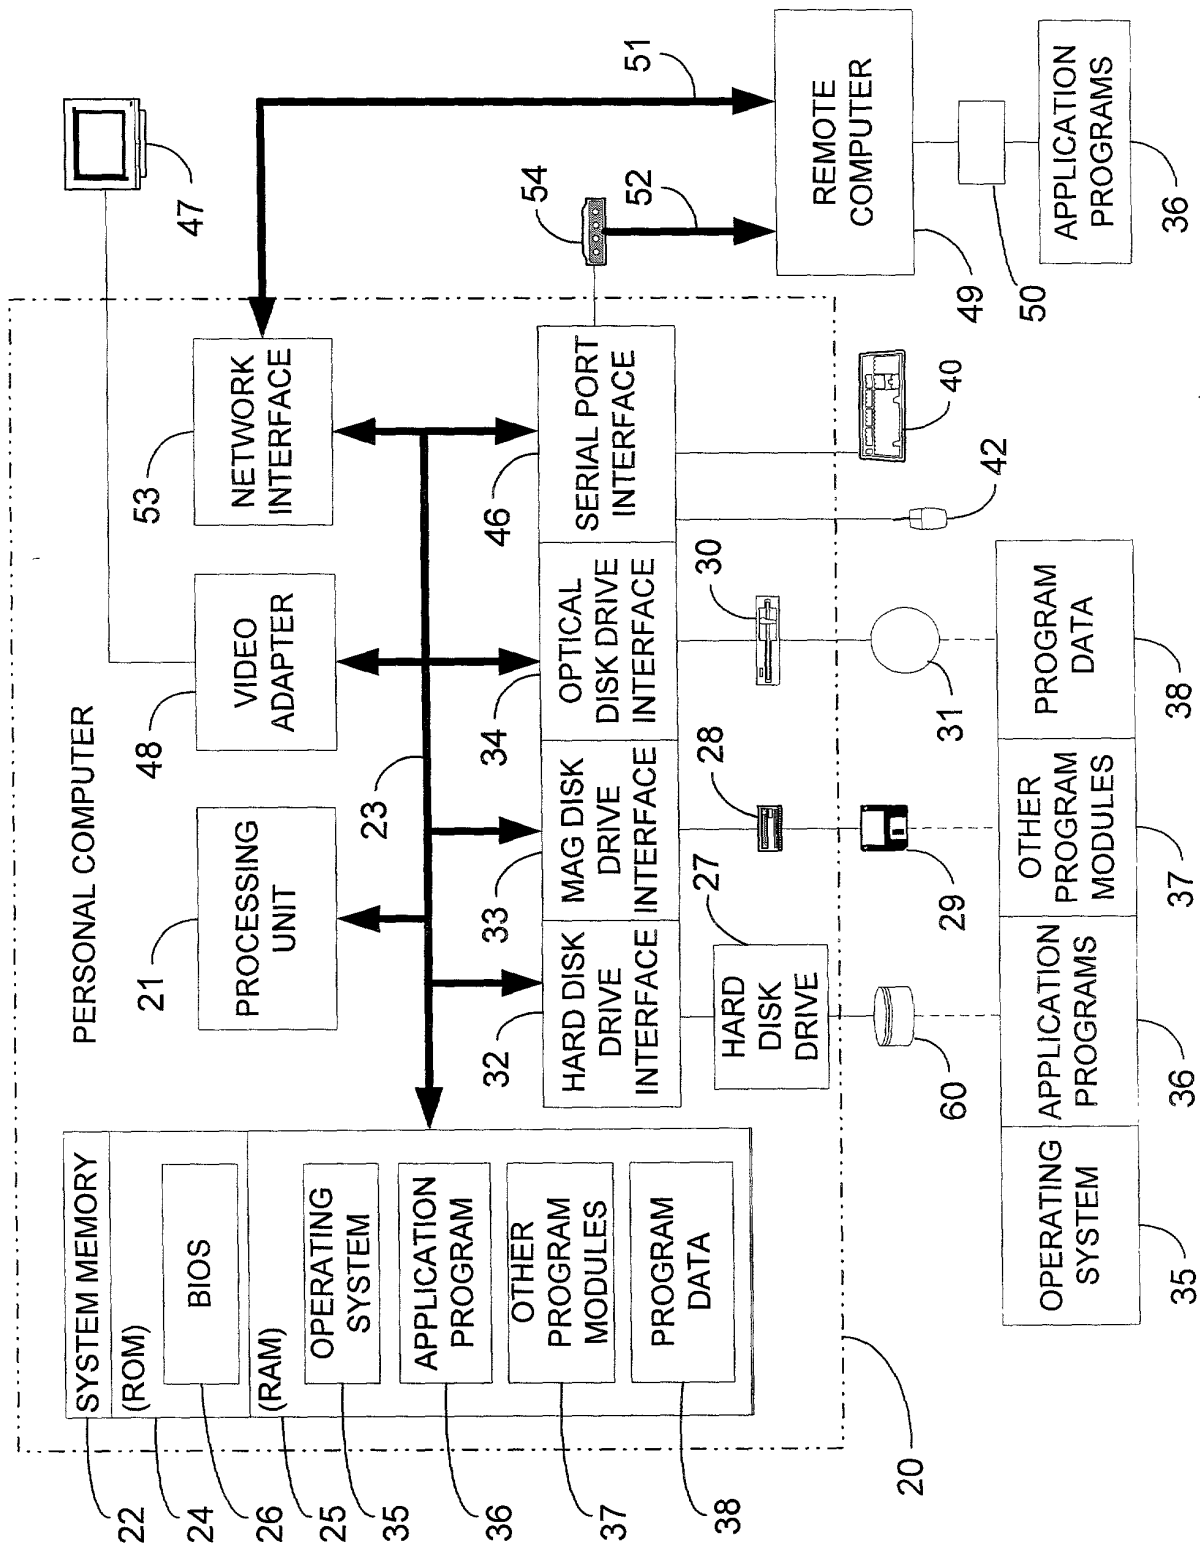 PERSONAL COMPUTER
22
SYSTEM MEMORY
24
(ROM)
26
BIOS
25
(RAM)
35
OPERATING
SYSTEM
36
APPLICATION
PROGRAM
37
OTHER
PROGRAM
MODULES
38
PROGRAM
DATA
21
PROCESSING
UNIT
48
VIDEO
ADAPTER
53
NETWORK
INTERFACE
47
23
32
HARD DISK
DRIVE
INTERFACE
33
MAG DISK
DRIVE
INTERFACE
34
OPTICAL
DISK DRIVE
INTERFACE
46
SERIAL PORT
INTERFACE
54
52
51
27
HARD
DISK
DRIVE
28
30
60
29
31
42
40
REMOTE
COMPUTER
49
50
APPLICATION
PROGRAMS
36
OPERATING
SYSTEM
APPLICATION
PROGRAMS
OTHER
PROGRAM
MODULES
PROGRAM
DATA
35
36
37
38
20